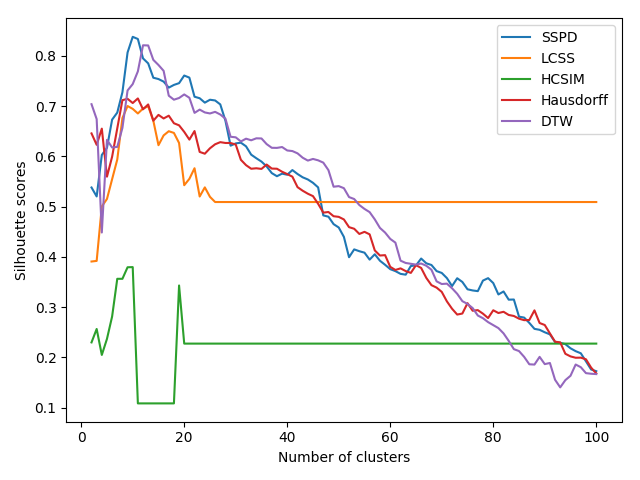 SSPD
LCSS
HCSIM
Hausdorff
DTW
Silhouette scores
0.8
0.7
0.6
0.5
0.4
0.3
0.2
0.1
0 20 40 60 80 100
Number of clusters